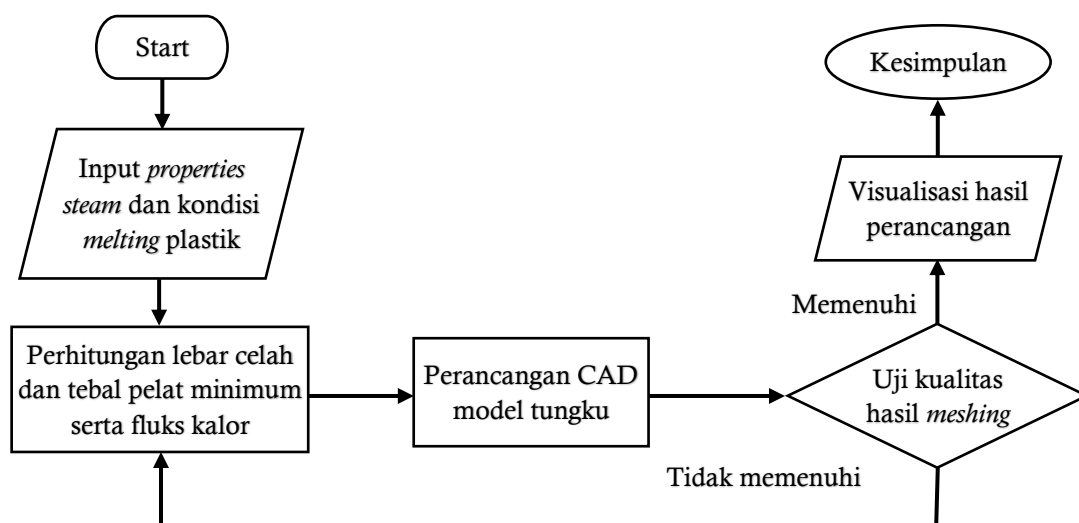 Start
Input properties
steam dan kondisi
melting plastik
Perhitungan lebar celah
dan tebal pelat minimum
serta fluks kalor
Perancangan CAD
model tungku
Uji kualitas
hasil meshing
Tidak memenuhi
Memenuhi
Visualisasi hasil
perancangan
Kesimpulan